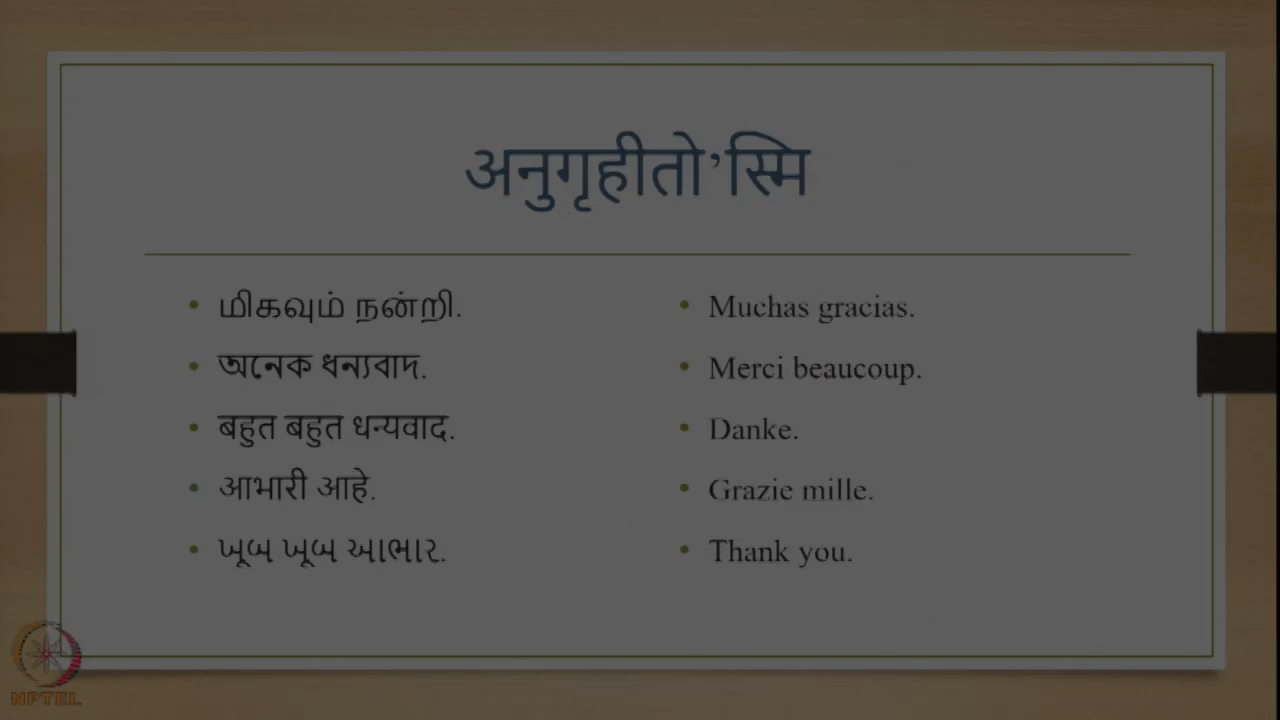 अनुगृहीतो’स्मि
மிகவும் நன்றி.
অনেক ধন্যবাদ.
बहुत बहुत धन्यवाद.
आभारी आहे.
ખૂબ ખૂબ આભાર.
Muchas gracias.
Merci beaucoup.
Danke.
Grazie mille.
Thank you.
NPTEL